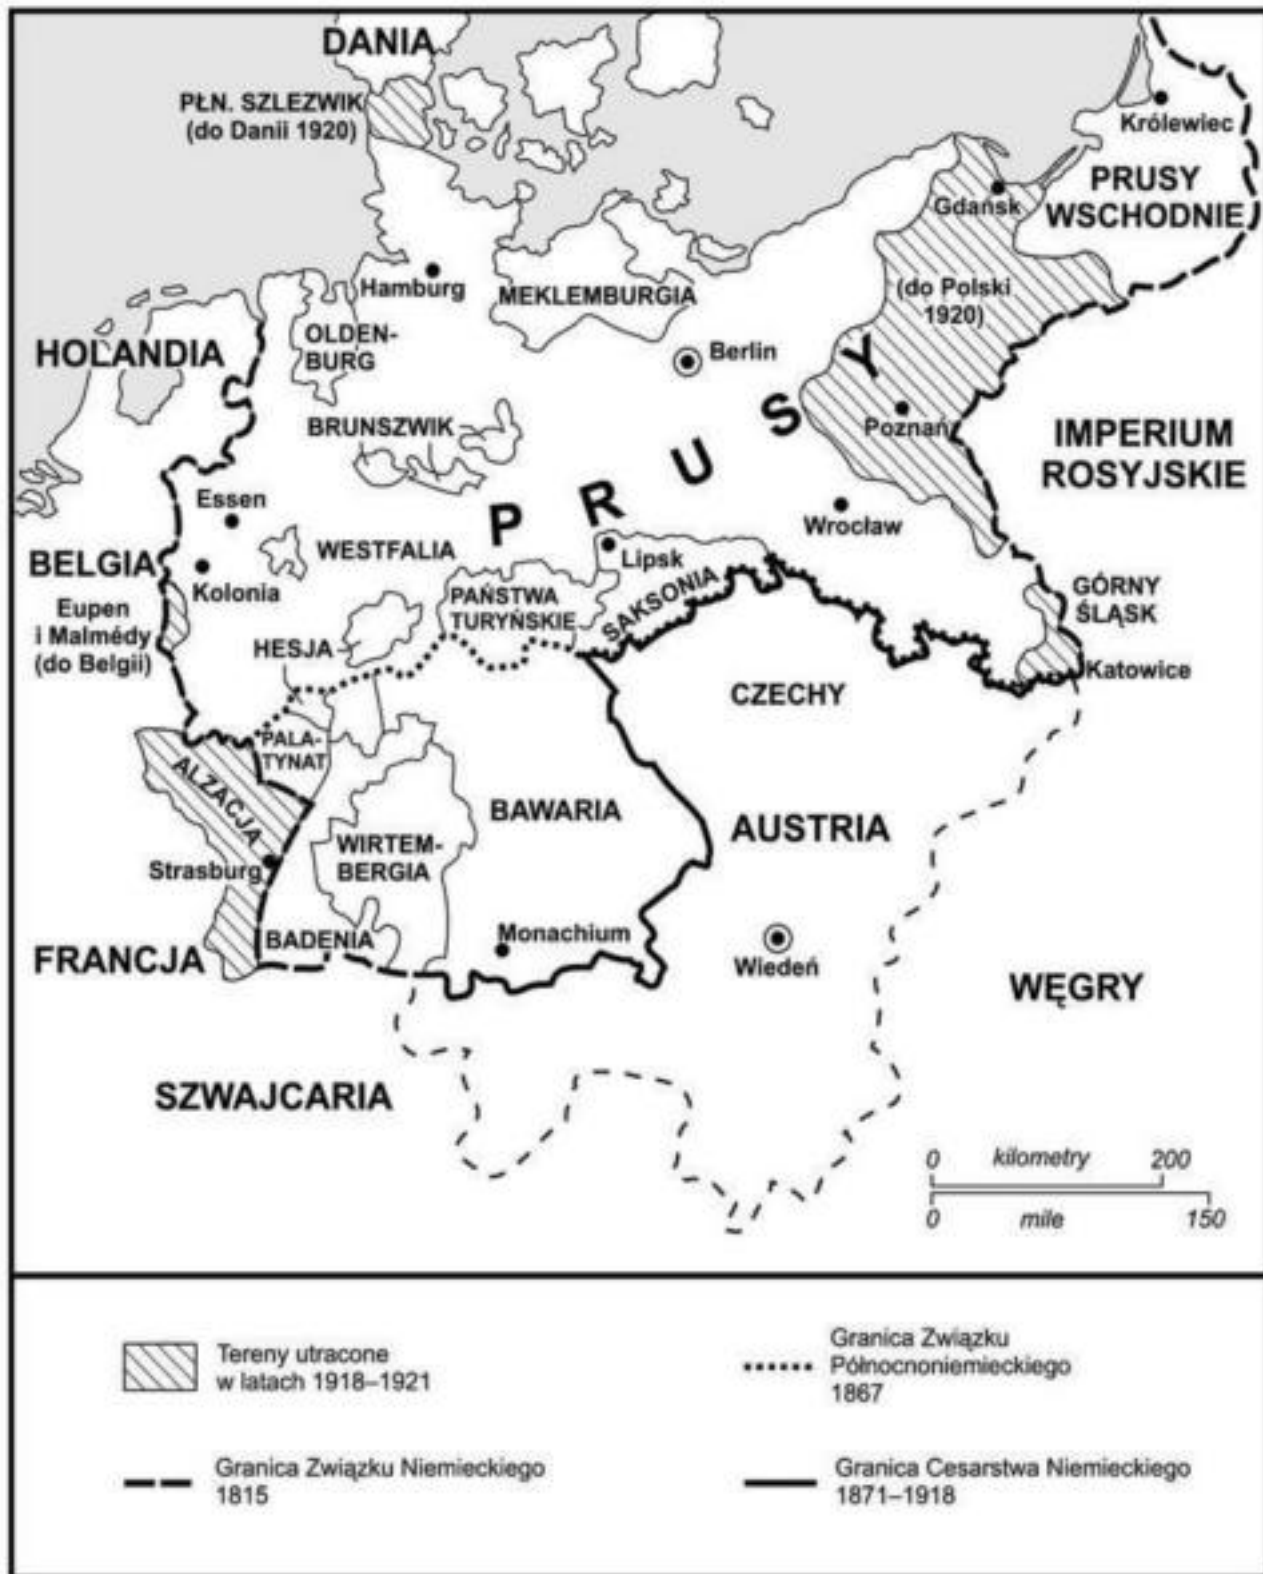 DANIA
PŁN. SZLEZWIK
(do Danii 1920)
Królewiec
PRUSY
WSCHODNIE
Gdańsk
(do Polski
1920)
Hamburg
MEKLEMBURGIA
OLDEN-
BURG
HOLANDIA
Berlin
BRUNSZWIK
Poznań
IMPERIUM
ROSYJSKIE
PRUSY
Essen
Wrocław
WESTFALIA
Lipsk
BELGIA
Kolonia
Eupen
i Malmédy
(do Belgii)
PAŃSTWA
TURYŃSKIE
SAKSONIA
GÓRNY
ŚLĄSK
HESJA
Katowice
CZECHY
PALA-
TYNAT
ALZACJA
BAWARIA
AUSTRIA
WIRTEM-
BERGIA
Strasburg
FRANCJA
BADENIA
Monachium
Wiedeń
WĘGRY
SZWAJCARIA
0 kilometry 200
0 mile 150
Tereny utracone
w latach 1918–1921
Granica Związku
Północnoniemieckiego
1867
Granica Związku Niemieckiego
1815
Granica Cesarstwa Niemieckiego
1871–1918